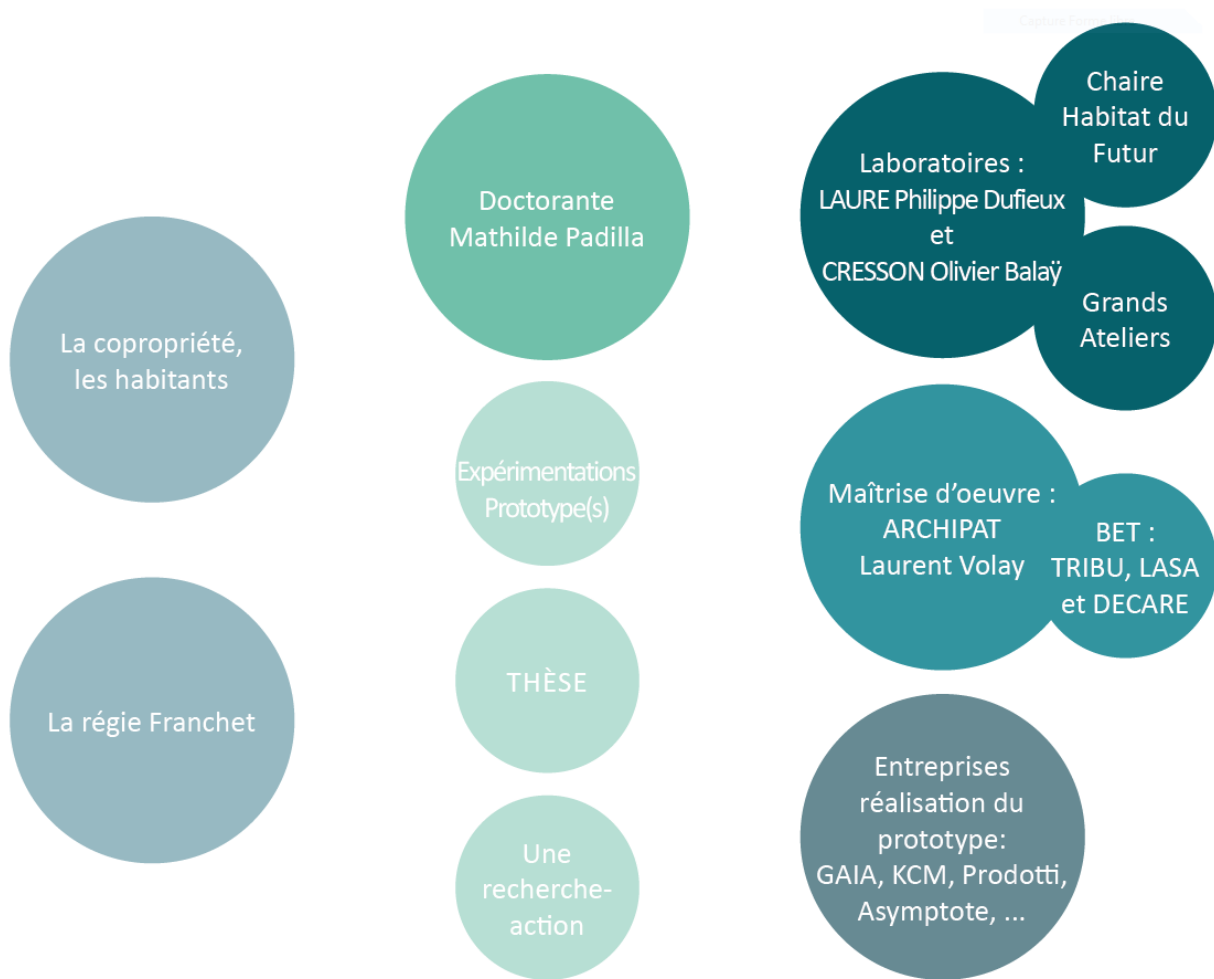 Capture
La copropriété,
les habitants
La régie Franchet
Doctorante
Mathilde Padilla
Expérimentations
Prototype(s)
THÈSE
Une
recherche-
action
Laboratoires :
LAURE Philippe Dufieux
et
CRESSON Olivier Balaÿ
Chaire
Habitat du
Futur
Grands
Ateliers
Maîtrise d’oeuvre :
ARCHIPAT
Laurent Volay
BET :
TRIBU, LASA
et DECARE
Entreprises
réalisation du
prototype:
GAIA, KCM, Prodotti,
Asymptote, ...